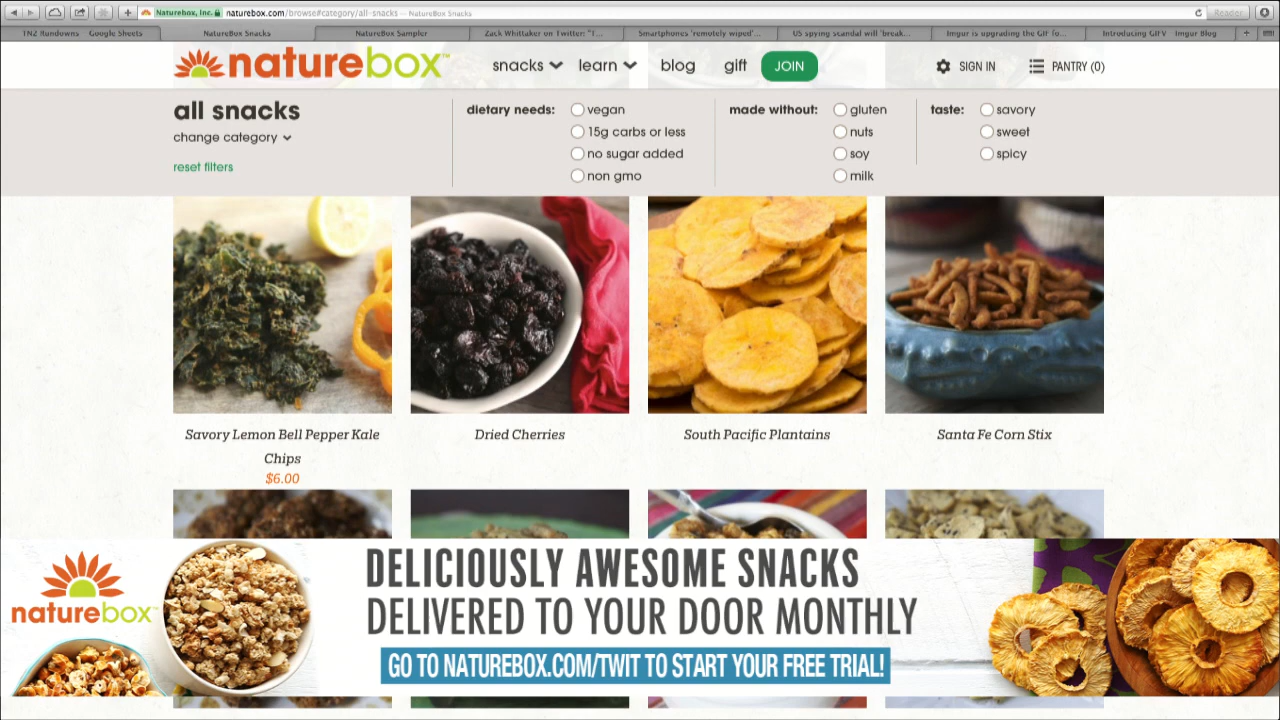 Naturebox, Inc. naturebox.com/browse#category/all-snacks — NatureBox Snacks
Reader
TN2 Rundowns Google Sheets
NatureBox Snacks
NatureBox Sampler
Zack Whittaker on Twitter: "T...
Smartphones 'remotely wiped'...
US spying scandal will 'break...
Imgur is upgrading the GIF fo...
Introducing GIFV Imgur Blog
naturebox™
snacks learn blog gift JOIN SIGN IN PANTRY (0)
all snacks
change category
reset filters
dietary needs:
vegan
15g carbs or less
no sugar added
non gmo
made without:
gluten
nuts
soy
milk
taste:
savory
sweet
spicy
Savory Lemon Bell Pepper Kale
Chips
$6.00
Dried Cherries
South Pacific Plantains
Santa Fe Corn Stix
naturebox™
DELICIOUSLY AWESOME SNACKS
DELIVERED TO YOUR DOOR MONTHLY
GO TO NATUREBOX.COM/TWIT TO START YOUR FREE TRIAL!